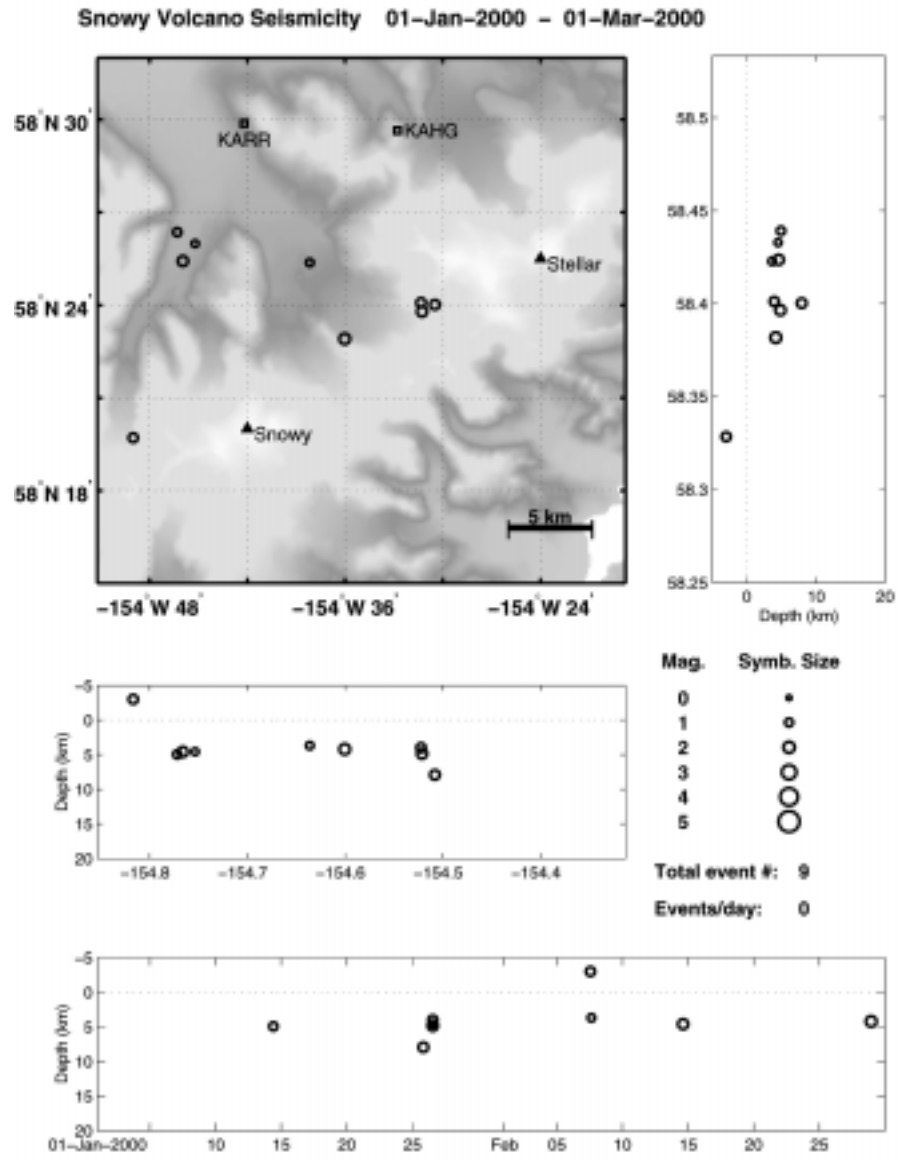 Snowy Volcano Seismicity 01–Jan–2000 – 01–Mar–2000
58°N 30'
KARR
KAHG
Stellar
58°N 24'
Snowy
58°N 18'
5 km
–154°W 48' –154°W 36' –154°W 24'
58.5
58.45
58.4
58.35
58.3
58.25
0 10 20
Depth (km)
Mag. Symb. Size
0
1
2
3
4
5
Total event #: 9
Events/day: 0
–5
0
5
10
15
20
Depth (km)
–154.8 –154.7 –154.6 –154.5 –154.4
–5
0
5
10
15
20
Depth (km)
01–Jan–2000 10 15 20 25 Feb 05 10 15 20 25